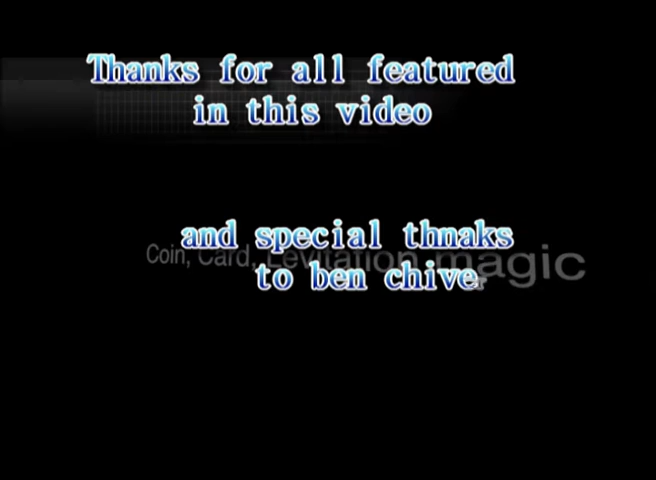 Thanks for all featured
in this video
and special thnaks
Coin, Card, Levitation magic
to ben chive